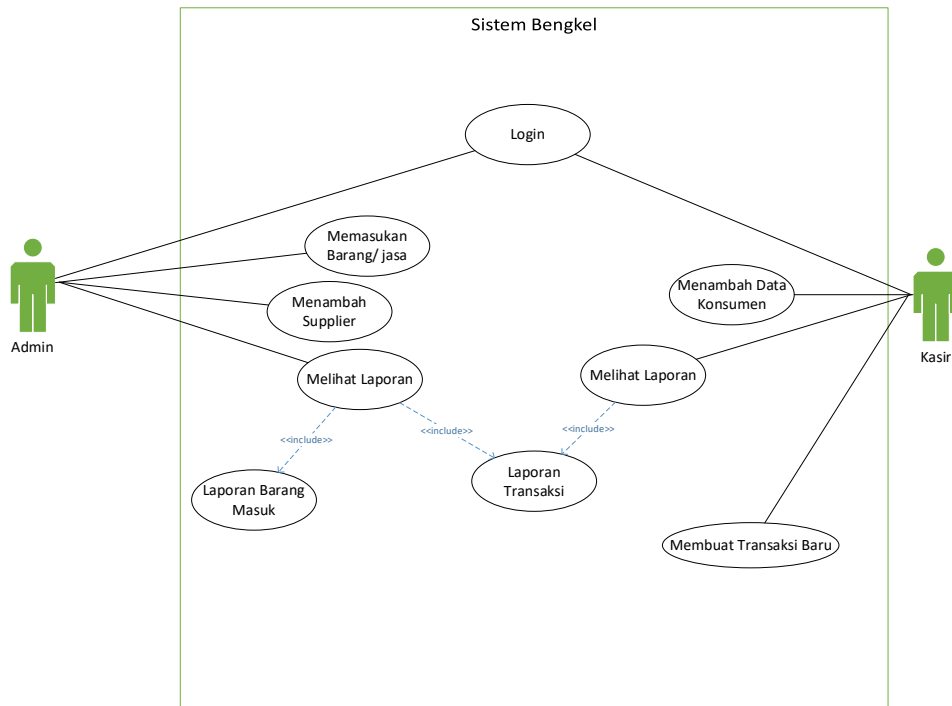 Sistem Bengkel
Login
Memasukan
Barang/ jasa
Menambah Data
Konsumen
Menambah
Supplier
Admin
Kasir
Melihat Laporan
Melihat Laporan
<<include>>
<<include>>
<<include>>
Laporan Barang
Masuk
Laporan
Transaksi
Membuat Transaksi Baru